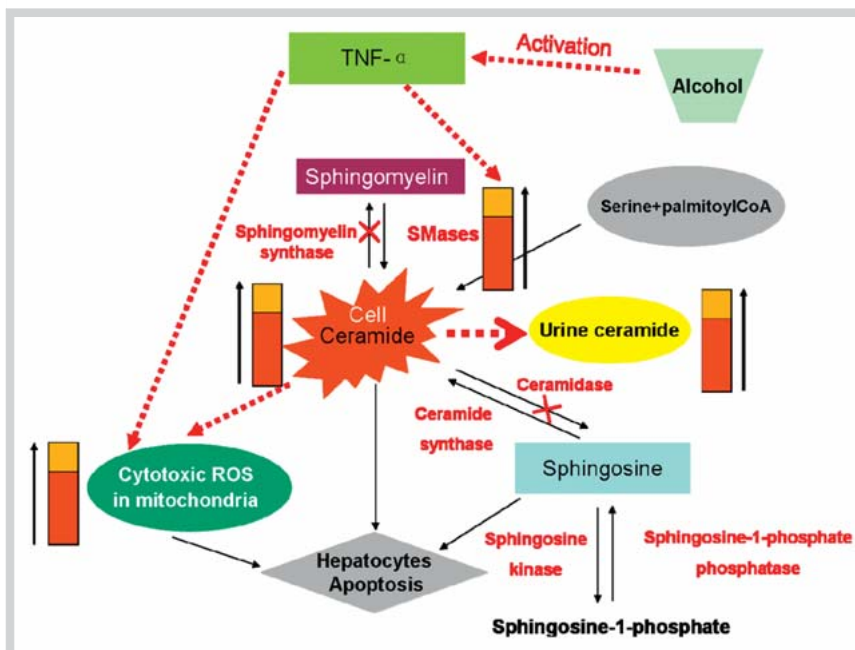 TNF-α
Activation
Alcohol
Sphingomyelin
Serine+palmitoylCoA
Sphingomyelin
synthase
SMases
Cell
Ceramide
Urine ceramide
Ceramidase
Ceramide
synthase
Sphingosine
Cytotoxic ROS
in mitochondria
Hepatocytes
Apoptosis
Sphingosine
kinase
Sphingosine-1-phosphate
phosphatase
Sphingosine-1-phosphate